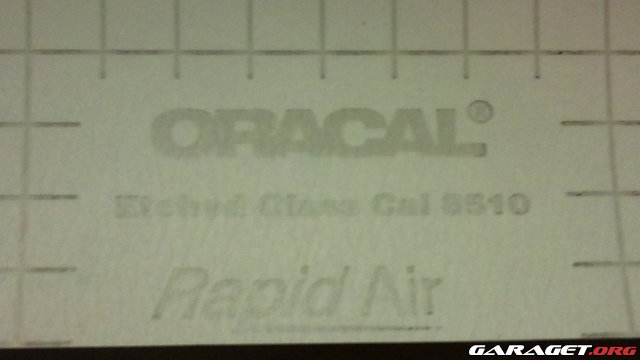 ORACAL®
Etched Glass Cal 8510
Rapid Air
GARAGET.ORG